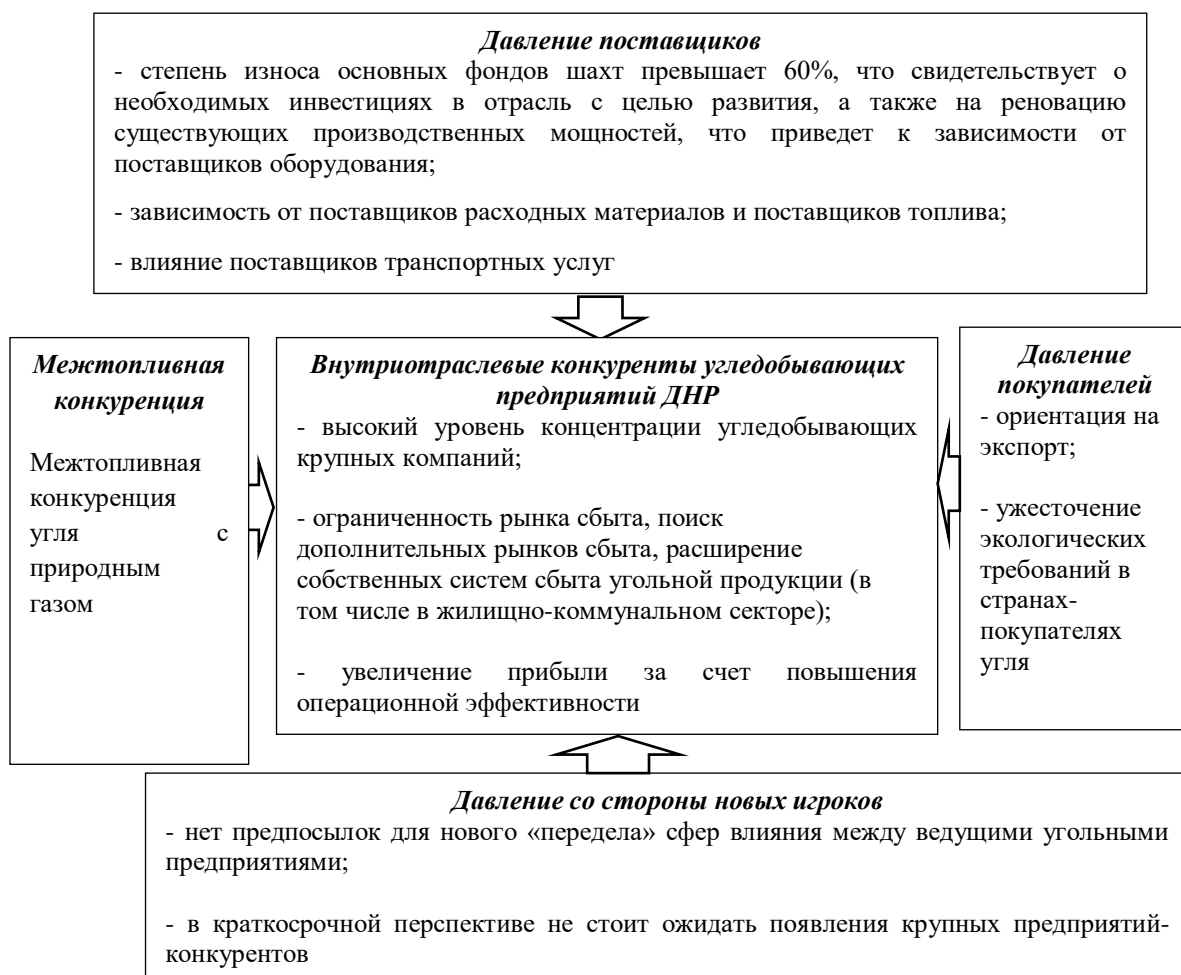 Давление поставщиков
- степень износа основных фондов шахт превышает 60%, что свидетельствует о
необходимых инвестициях в отрасль с целью развития, а также на реновацию
существующих производственных мощностей, что приведет к зависимости от
поставщиков оборудования;
- зависимость от поставщиков расходных материалов и поставщиков топлива;
- влияние поставщиков транспортных услуг
Межтопливная
конкуренция
Межтопливная
конкуренция
угля с
природным
газом
Внутриотраслевые конкуренты угледобывающих
предприятий ДНР
- высокий уровень концентрации угледобывающих
крупных компаний;
- ограниченность рынка сбыта, поиск
дополнительных рынков сбыта, расширение
собственных систем сбыта угольной продукции (в
том числе в жилищно-коммунальном секторе);
- увеличение прибыли за счет повышения
операционной эффективности
Давление
покупателей
- ориентация на
экспорт;
- ужесточение
экологических
требований в
странах-
покупателях
угля
Давление со стороны новых игроков
- нет предпосылок для нового «передела» сфер влияния между ведущими угольными
предприятиями;
- в краткосрочной перспективе не стоит ожидать появления крупных предприятий-
конкурентов